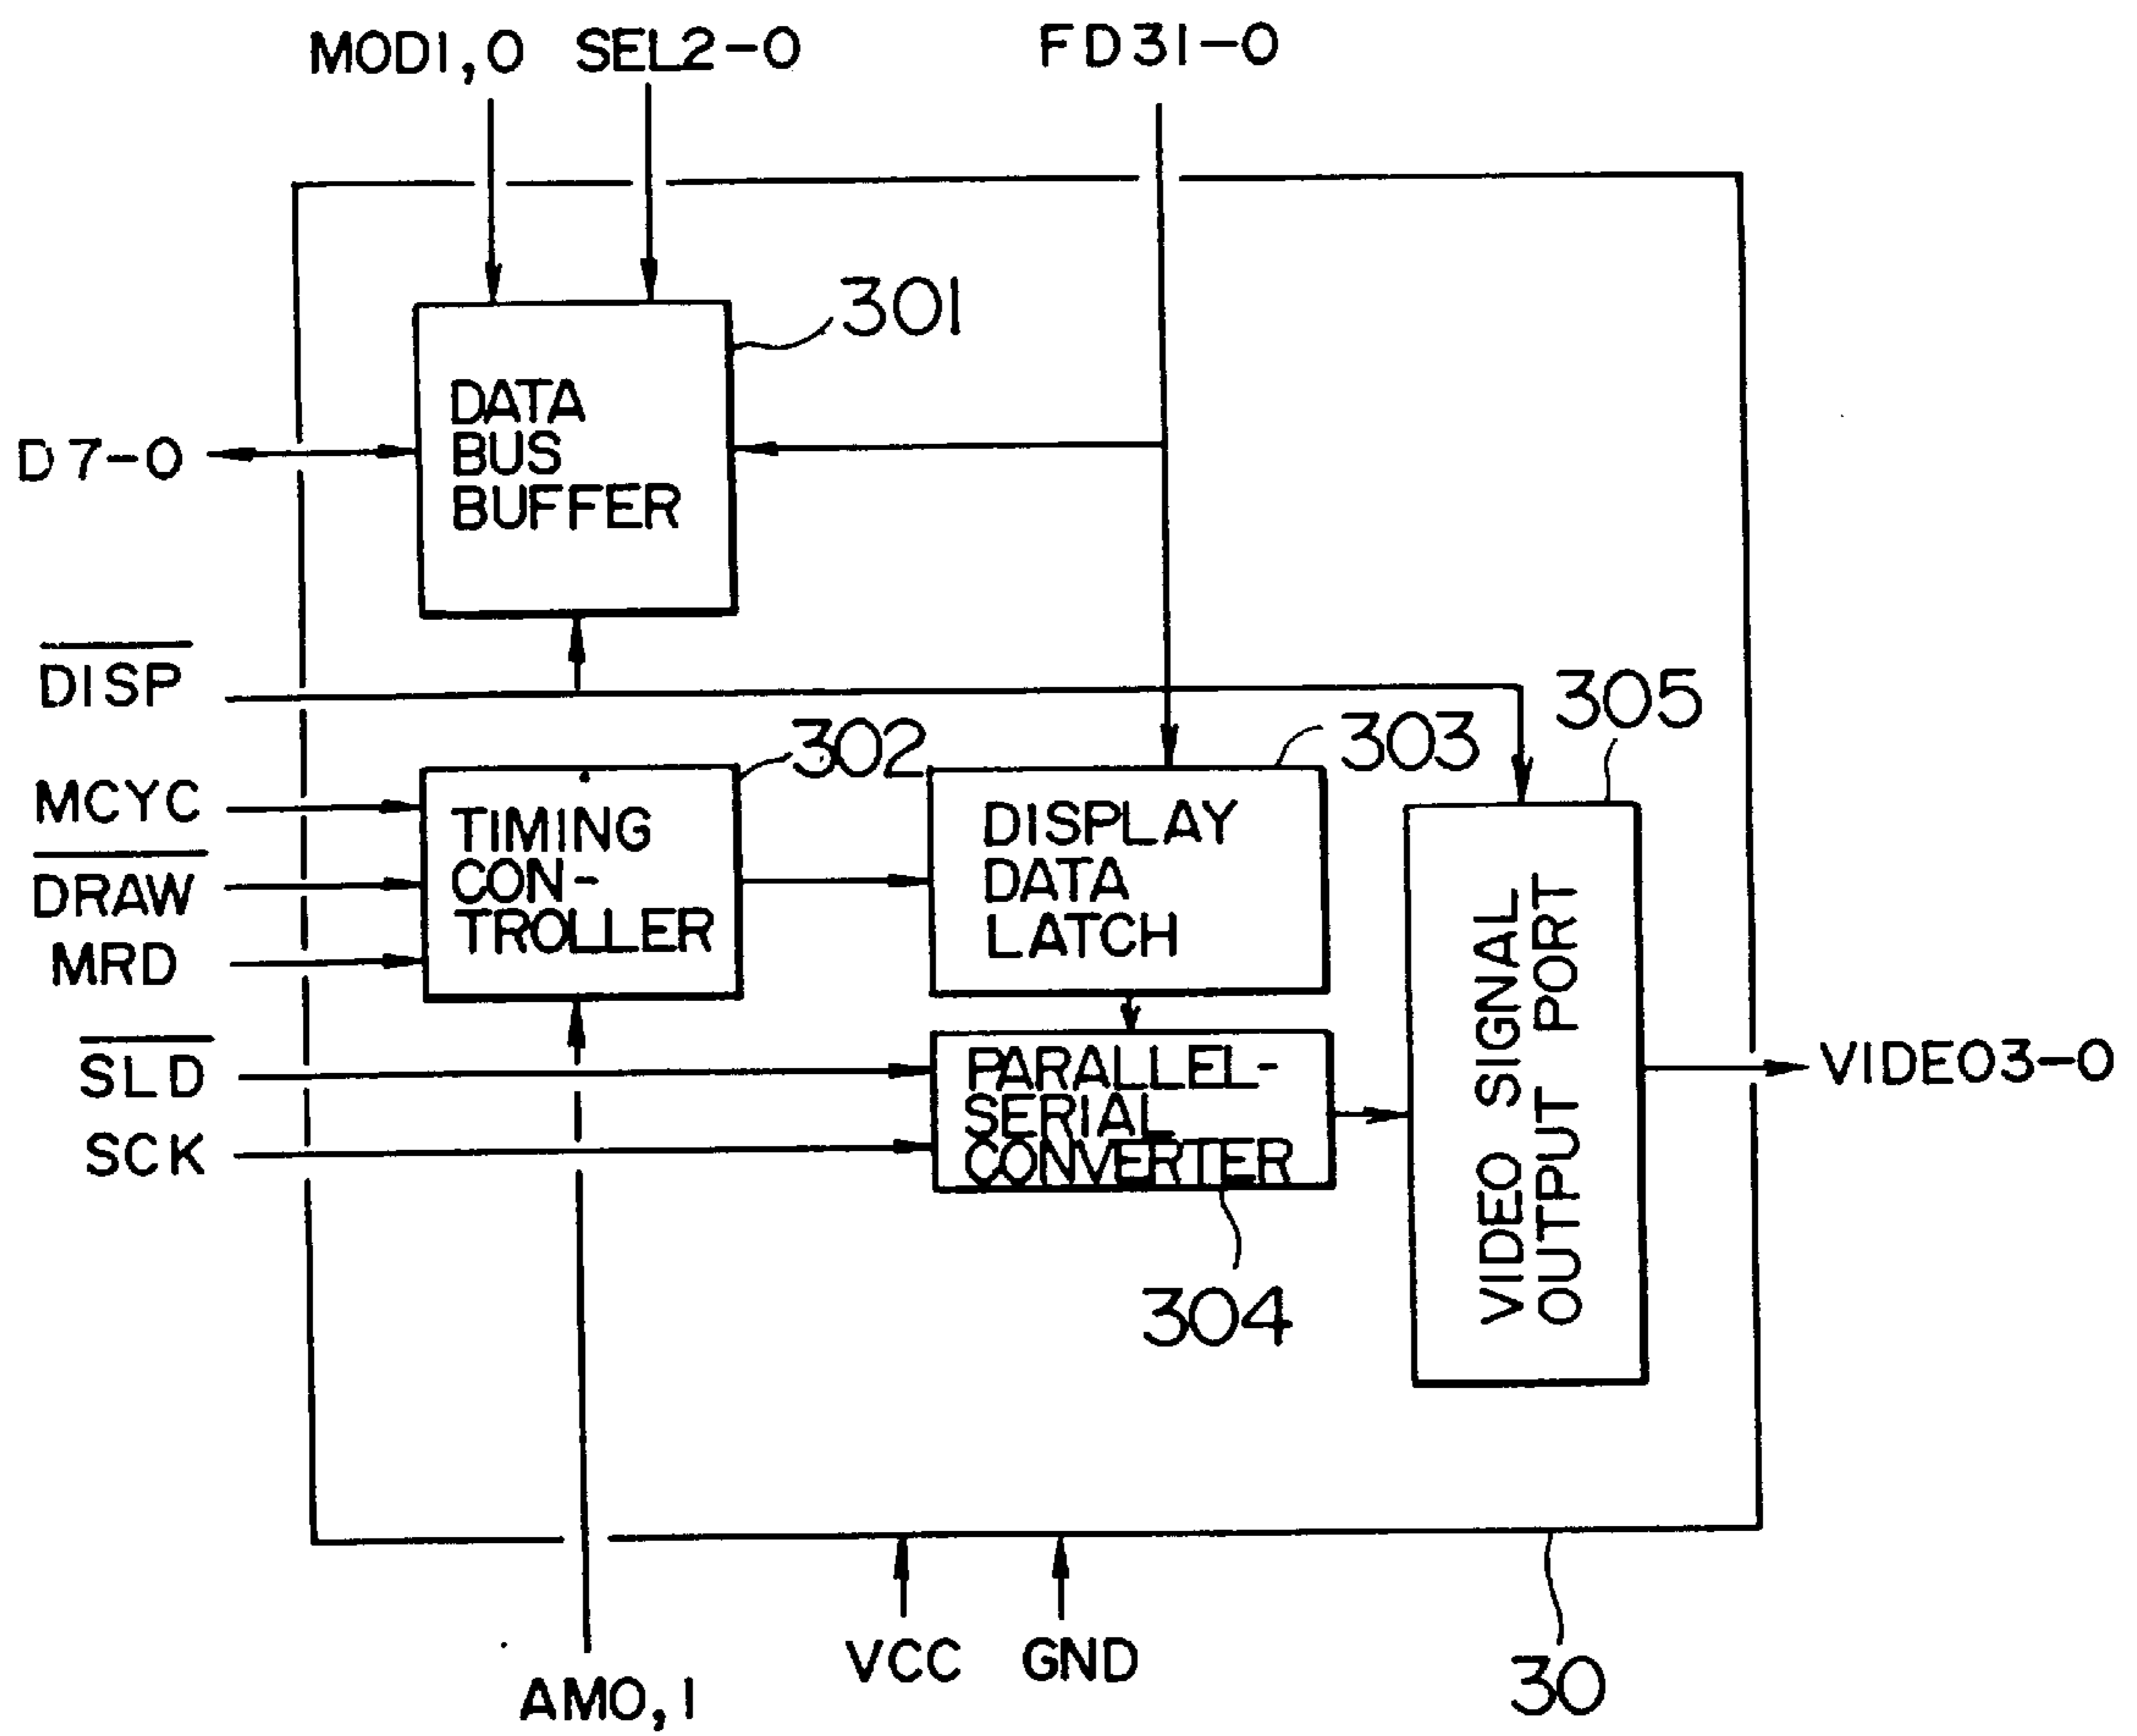 MOD1,0 SEL2-0 FD31-0
301
DATA
BUS
BUFFER
D7-0
DISP
305
302
303
MCYC
TIMING
CON-
TROLLER
DISPLAY
DATA
LATCH
DRAW
MRD
VIDEO SIGNAL
OUTPUT PORT
SLD
PARALLEL-
SERIAL
CONVERTER
VIDEO3-0
SCK
304
VCC GND
30
AM0,1